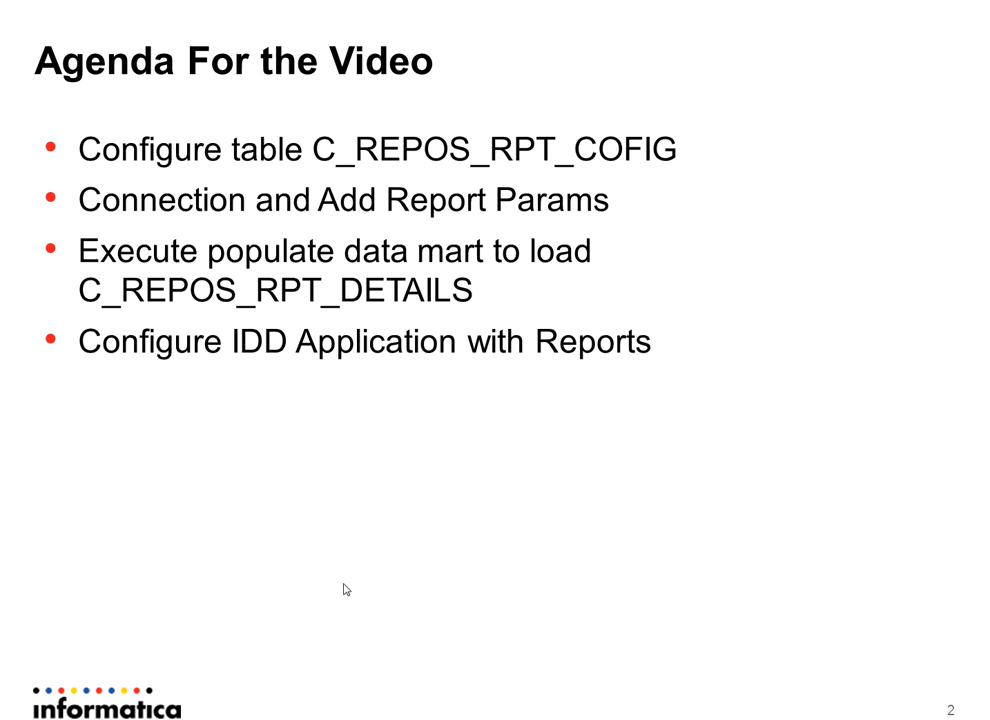 Agenda For the Video
• Configure table C_REPOS_RPT_COFIG
• Connection and Add Report Params
• Execute populate data mart to load
C_REPOS_RPT_DETAILS
• Configure IDD Application with Reports
informatica
2